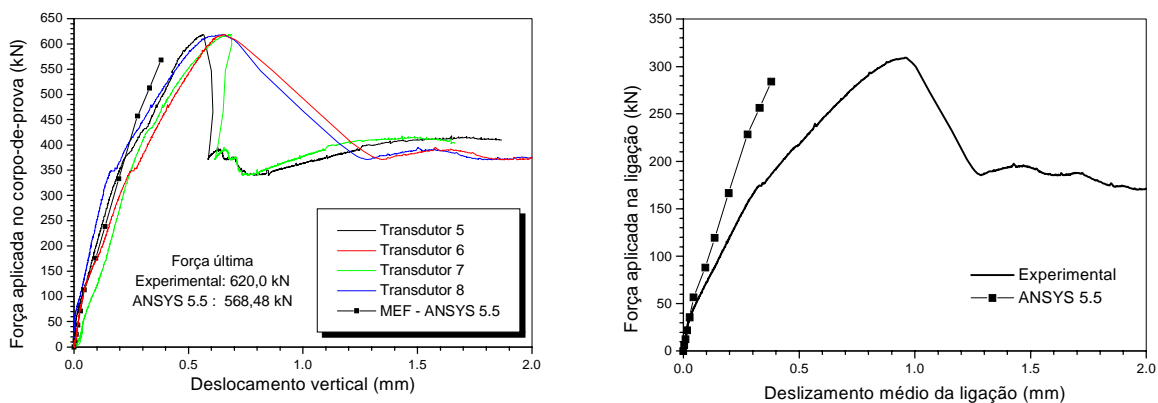 650
600
550
500
450
400
350
300
250
200
150
100
50
0
Força aplicada no corpo-de-prova (kN)
Força última
Experimental: 620,0 kN
ANSYS 5.5 : 568,48 kN
Transdutor 5
Transdutor 6
Transdutor 7
Transdutor 8
MEF - ANSYS 5.5
0.0 0.5 1.0 1.5 2.0
Deslocamento vertical (mm)
350
300
250
200
150
100
50
0
Força aplicada na ligação (kN)
Experimental
ANSYS 5.5
0.0 0.5 1.0 1.5 2.0
Deslizamento médio da ligação (mm)